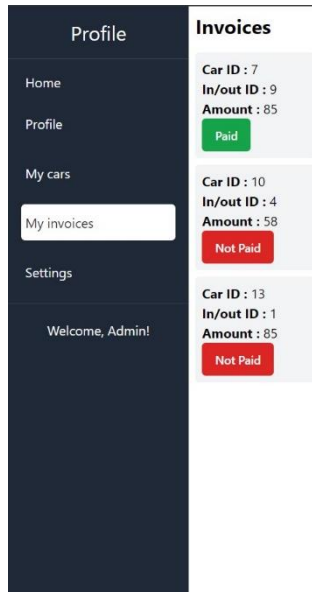 Profile
Home
Profile
My cars
My invoices
Settings
Welcome, Admin!
Invoices
Car ID : 7
In/out ID : 9
Amount : 85
Paid
Car ID : 10
In/out ID : 4
Amount : 58
Not Paid
Car ID : 13
In/out ID : 1
Amount : 85
Not Paid